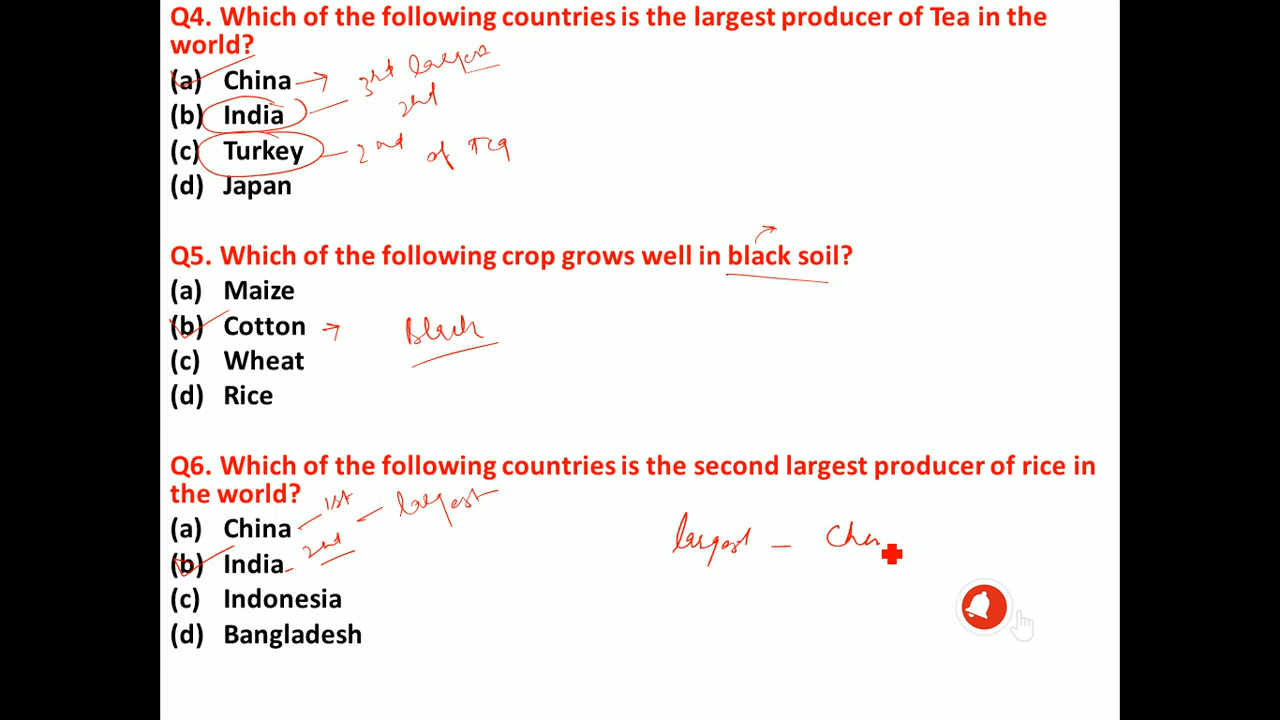 Q4. Which of the following countries is the largest producer of Tea in the
world?
(a) China → 3rd largest
2nd
(b) India
(c) Turkey – 2nd of Tea
(d) Japan
Q5. Which of the following crop grows well in black soil?
(a) Maize
(b) Cotton → Black
(c) Wheat
(d) Rice
Q6. Which of the following countries is the second largest producer of rice in
the world?
(a) China – 1st – largest
(b) India – 2nd
largest – Chin
(c) Indonesia
(d) Bangladesh